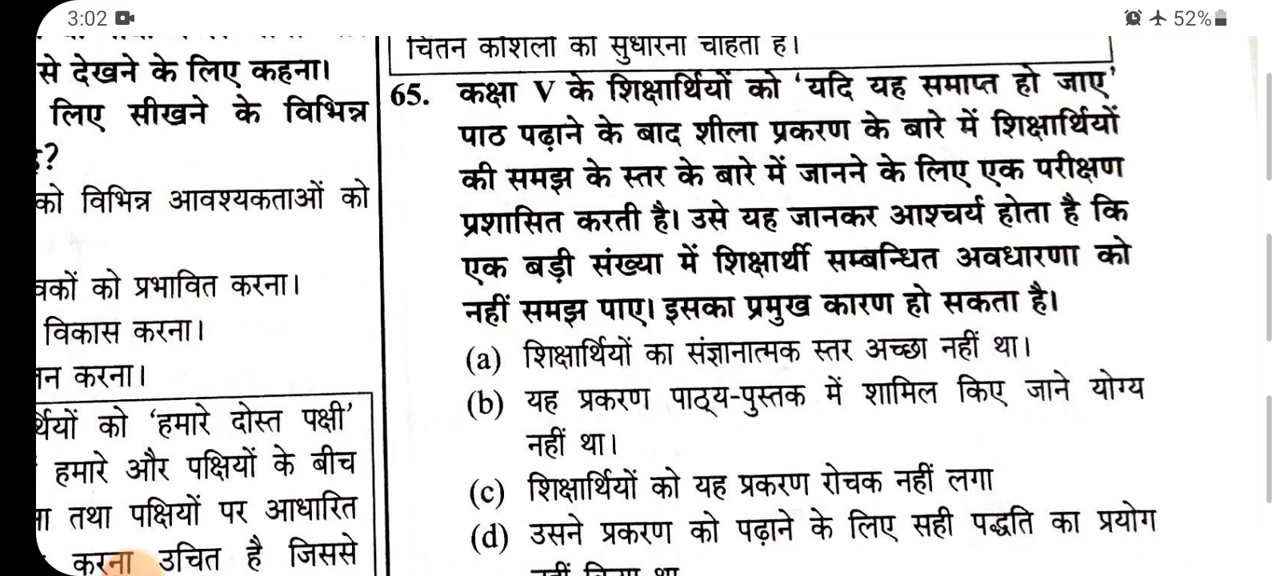 3:02
52%
से देखने के लिए कहना।
लिए सीखने के विभिन्न
?
को विभिन्न आवश्यकताओं को
को प्रभावित करना।
विकास करना।
करना।
को 'हमारे दोस्त पक्षी'
हमारे और पक्षियों के बीच
तथा पक्षियों पर आधारित
करना उचित है जिससे
चिंतन कौशलों को सुधारना चाहती है।
65. कक्षा V के शिक्षार्थियों को 'यदि यह समाप्त हो जाए'
पाठ पढ़ाने के बाद शीला प्रकरण के बारे में शिक्षार्थियों
की समझ के स्तर के बारे में जानने के लिए एक परीक्षण
प्रशासित करती है। उसे यह जानकर आश्चर्य होता है कि
एक बड़ी संख्या में शिक्षार्थी सम्बन्धित अवधारणा को
नहीं समझ पाए। इसका प्रमुख कारण हो सकता है।
(a) शिक्षार्थियों का संज्ञानात्मक स्तर अच्छा नहीं था।
(b) यह प्रकरण पाठ्य-पुस्तक में शामिल किए जाने योग्य
नहीं था।
(c) शिक्षार्थियों को यह प्रकरण रोचक नहीं लगा
(d) उसने प्रकरण को पढ़ाने के लिए सही पद्धति का प्रयोग
नहीं किया था